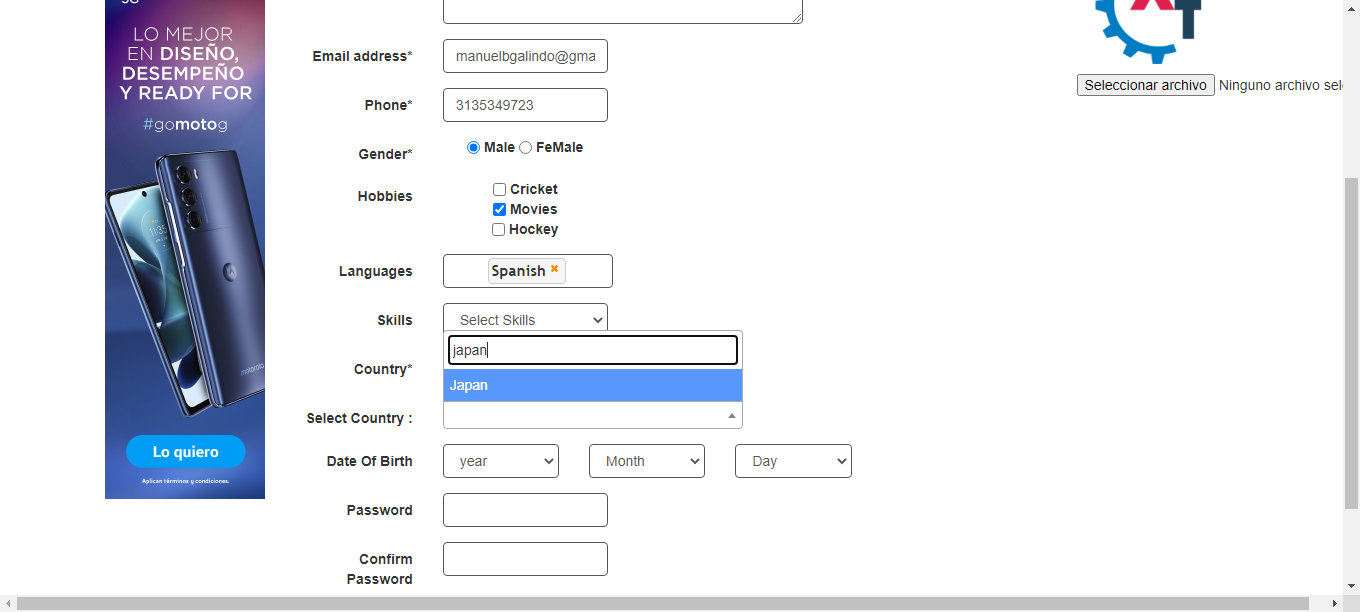 LO MEJOR
EN DISEÑO,
DESEMPEÑO
Y READY FOR
#gomotog
11:35
motorola
Lo quiero
Aplican términos y condiciones.
Email address*
manuelbgalindo@gma
Phone*
3135349723
Gender*
Male FeMale
Hobbies
Cricket
Movies
Hockey
Languages
Spanish
Skills
Select Skills
japan
Country*
Japan
Select Country :
Date Of Birth
year Month Day
Password
Confirm
Password
Seleccionar archivo Ninguno archivo sel